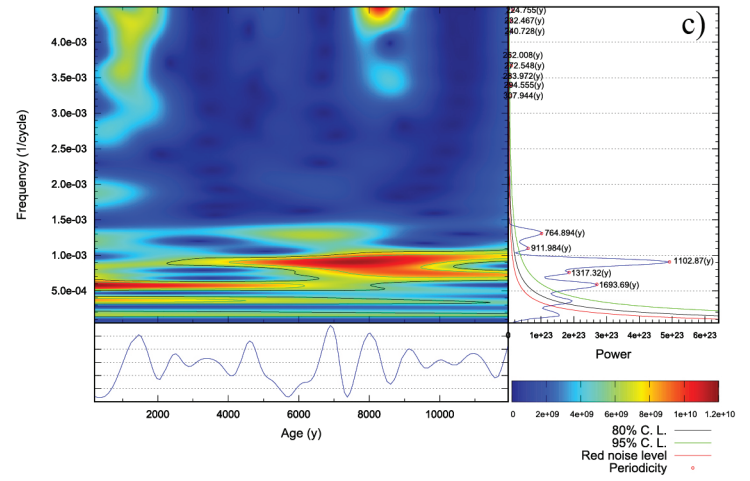 c)
224.755(y)
232.467(y)
240.728(y)
4.0e-03
262.008(y)
3.5e-03
272.548(y)
283.972(y)
294.555(y)
307.944(y)
3.0e-03
Frequency (1/cycle)
2.5e-03
2.0e-03
1.5e-03
764.894(y)
911.984(y)
1.0e-03
1102.87(y)
1317.32(y)
5.0e-04
1693.69(y)
0 1e+23 2e+23 3e+23 4e+23 5e+23 6e+23
Power
2000 4000 6000 8000 10000
Age (y)
0 2e+09 4e+09 6e+09 8e+09 1e+10 1.2e+10
80% C. L.
95% C. L.
Red noise level
Periodicity